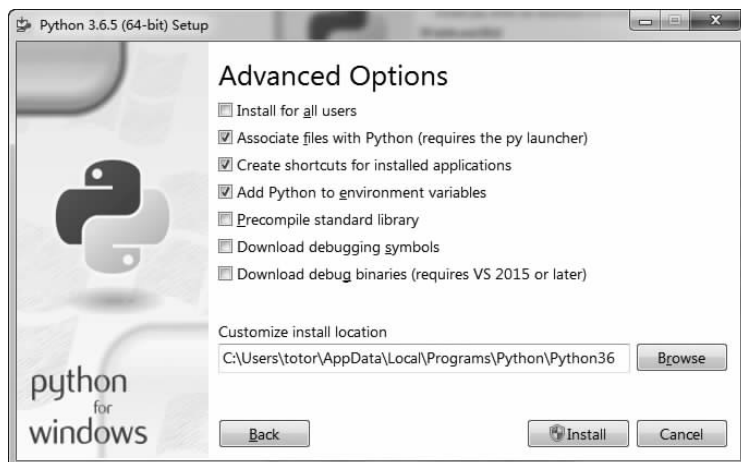 Python 3.6.5 (64-bit) Setup
Advanced Options
Install for all users
Associate files with Python (requires the py launcher)
Create shortcuts for installed applications
Add Python to environment variables
Precompile standard library
Download debugging symbols
Download debug binaries (requires VS 2015 or later)
Customize install location
C:\Users\totor\AppData\Local\Programs\Python\Python36
Browse
python
for
windows
Back
Install
Cancel